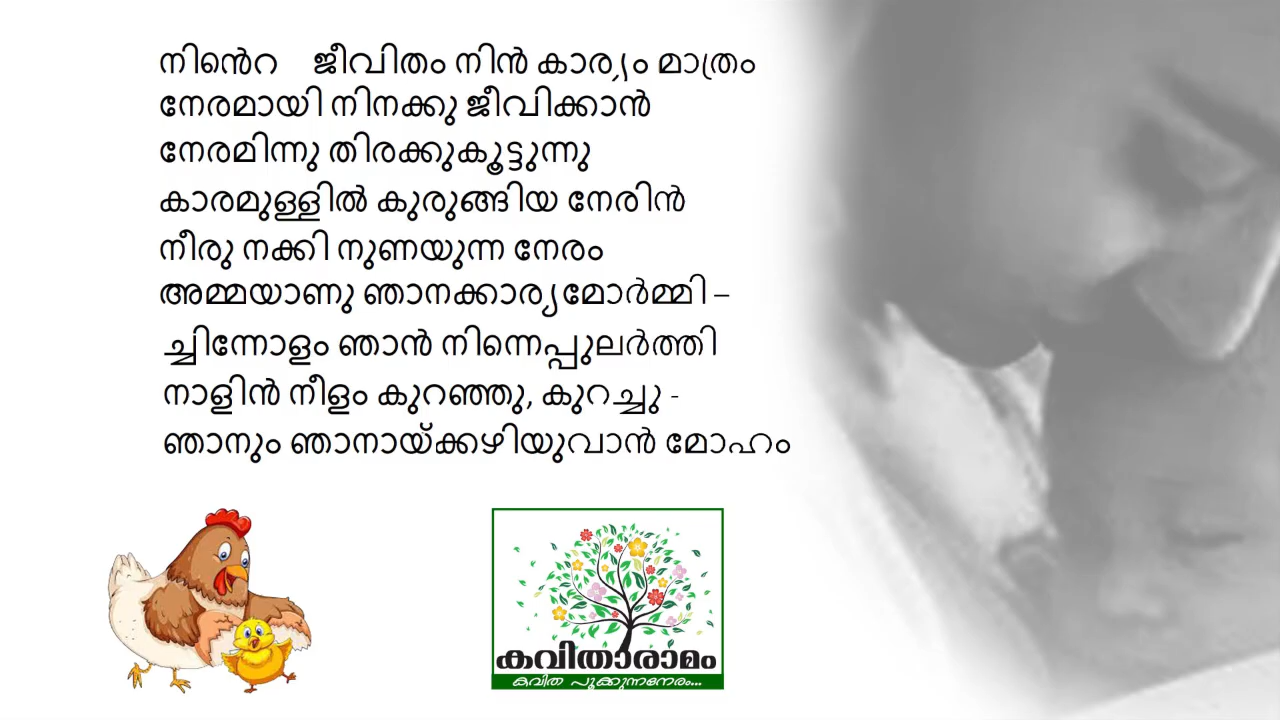 നിൻെറ ജീവിതം നിൻ കാര്യം മാത്രം
നേരമായി നിനക്കു ജീവിക്കാൻ
നേരമിന്നു തിരക്കുകൂട്ടുന്നു
കാരമുള്ളിൽ കുരുങ്ങിയ നേരിൻ
നീരു നക്കി നുണയുന്ന നേരം
അമ്മയാണു ഞാനക്കാര്യമോർമ്മി –
ച്ചിന്നോളം ഞാൻ നിന്നെപ്പുലർത്തി
നാളിൻ നീളം കുറഞ്ഞു, കുറച്ചു -
ഞാനും ഞാനായ്ക്കഴിയുവാൻ മോഹം
കവിതാരാമം
കവിത പൂക്കുന്നനേരം...